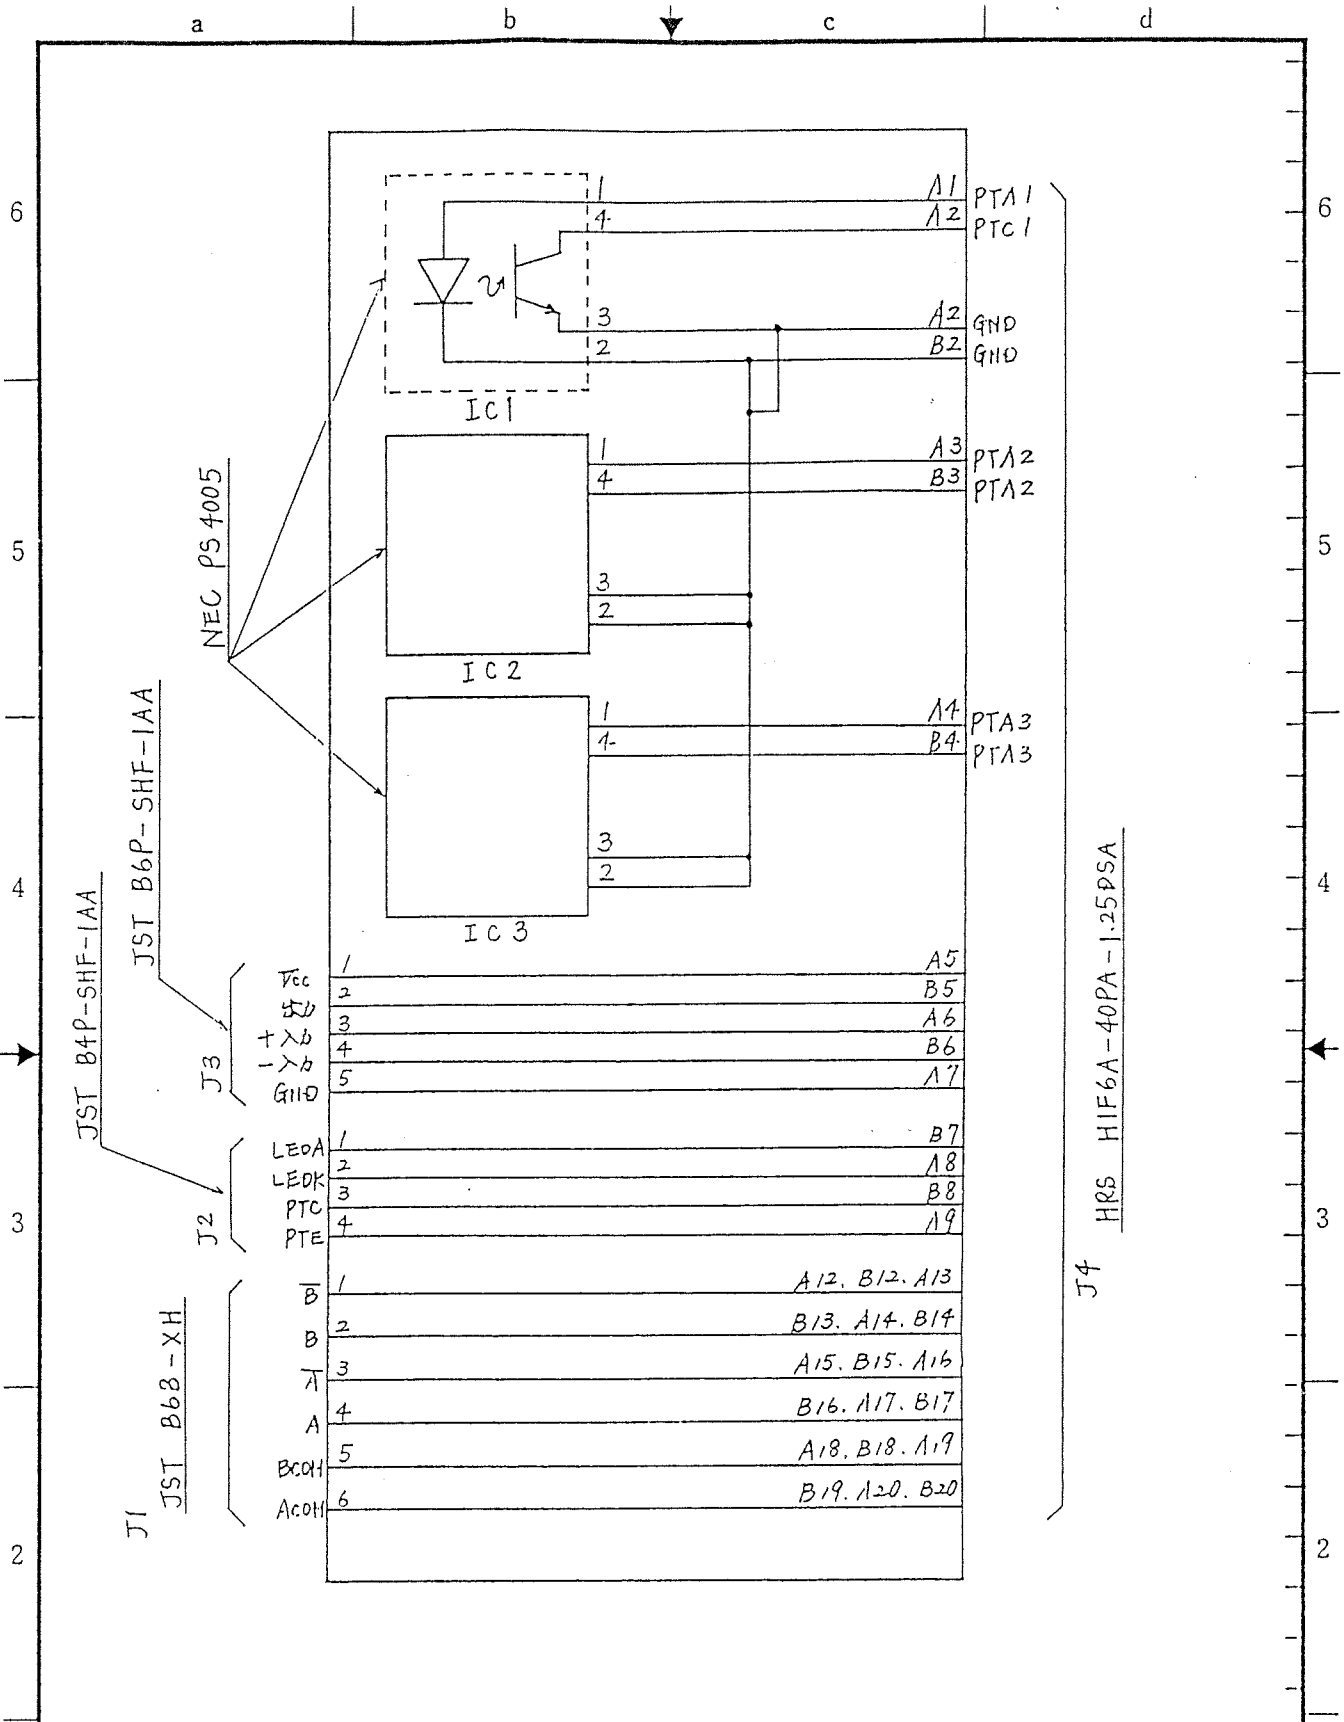 a b c d
6 6
1 A1 PTA1
4 A2 PTC1
3 A2 GND
2 B2 GND
IC1
1 A3 PTA2
4 B3 PTA2
NEC PS4005
5 5
3
2
IC2
1 A4 PTA3
4 B4 PTA3
JST B6P-SHF-1AA
3
2
4 4
IC3
JST B4P-SHF-1AA
HRS HIF6A-40PA-1.25DSA
Vcc 1 A5
2 B5
+入力 3 A6
-入力 4 B6
J3
GND 5 A7
LEDA 1 B7
LEDK 2 A8
PTC 3 B8
J2
PTE 4 A9
3 3
J4
B̅ 1 A12. B12. A13
B 2 B13. A14. B14
A̅ 3 A15. B15. A16
A 4 B16. A17. B17
JST B6B-XH
BCOM 5 A18. B18. A19
ACOM 6 B19. A20. B20
J1
2 2